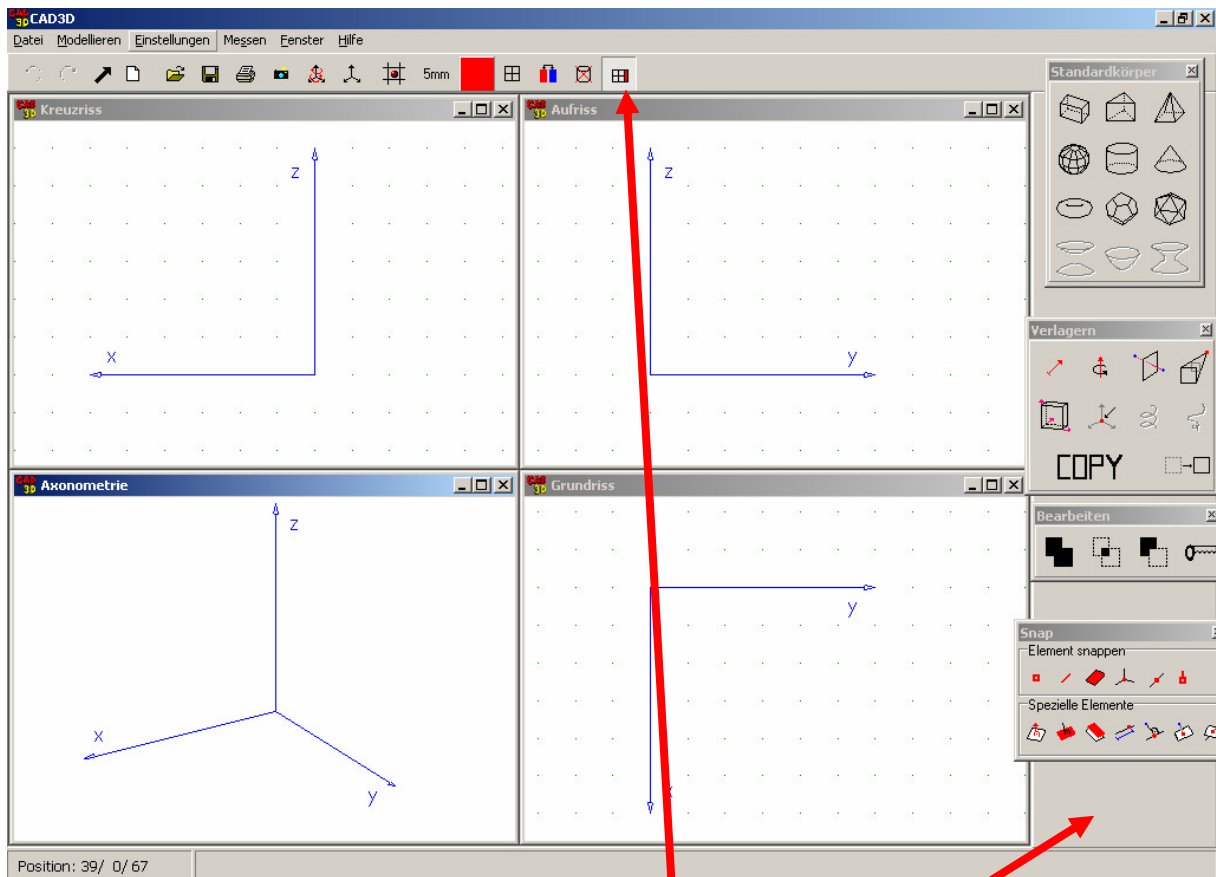 CAD3D
Datei Modellieren Einstellungen Messen Fenster Hilfe
5mm
Standardkörper
Kreuzriss
Aufriss
z
x
z
y
Verlagern
COPY
Axonometrie
Grundriss
Bearbeiten
z
x
y
y
x
Snap
Element snappen
Spezielle Elemente
Position: 39/ 0/ 67